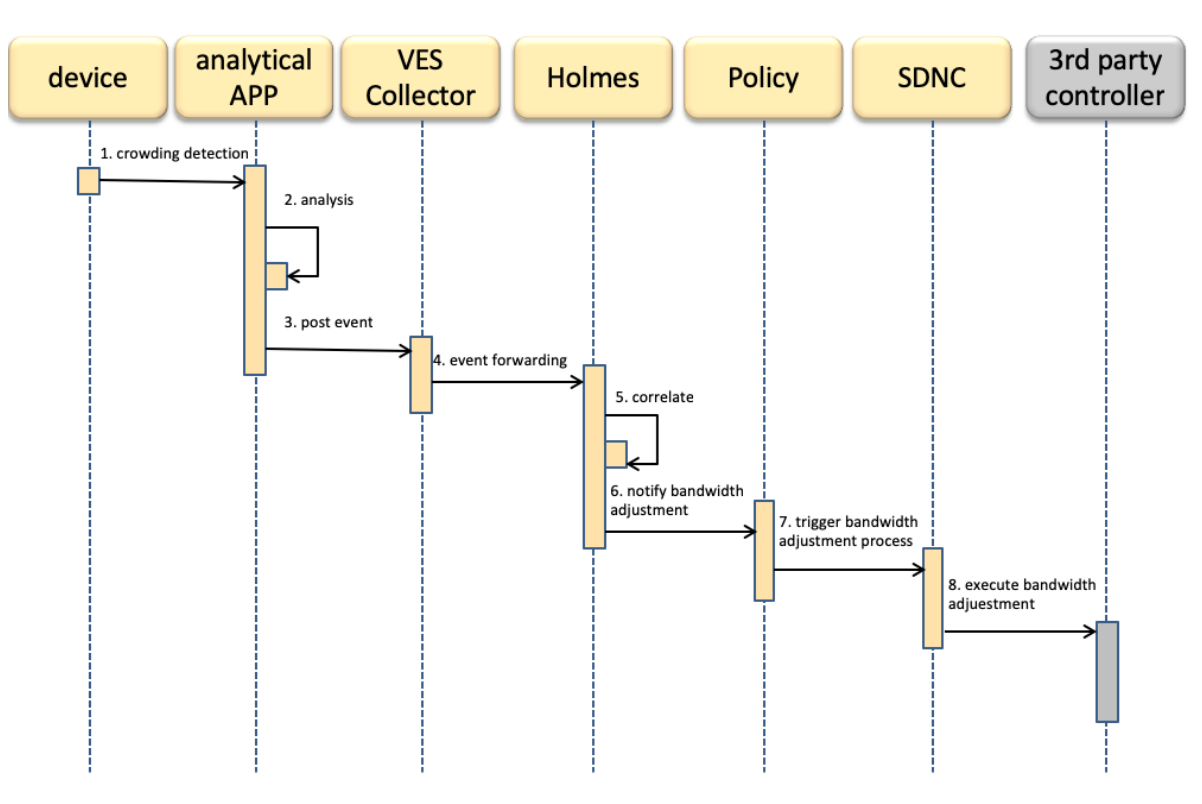 device
analytical
APP
VES
Collector
Holmes
Policy
SDNC
3rd party
controller
1. crowding detection
2. analysis
3. post event
4. event forwarding
5. correlate
6. notify bandwidth
adjustment
7. trigger bandwidth
adjustment process
8. execute bandwidth
adjuestment